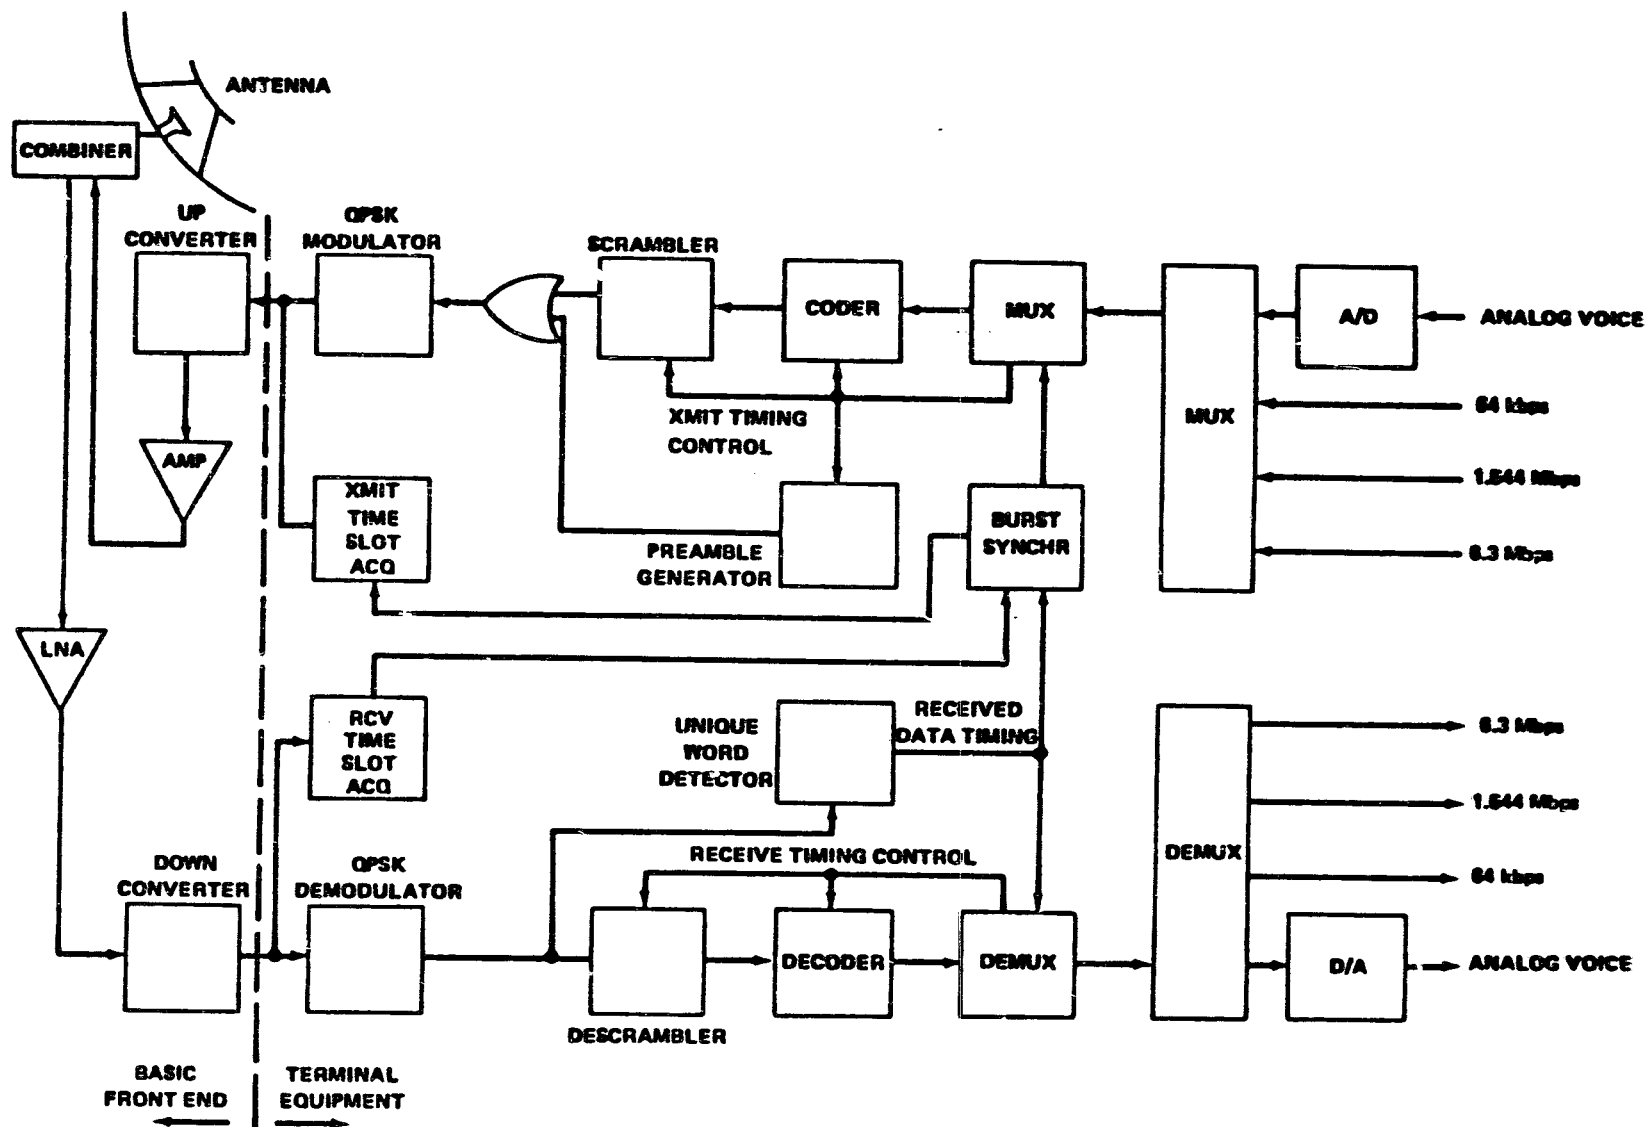 ANTENNA
COMBINER
UP
CONVERTER
QPSK
MODULATOR
SCRAMBLER
CODER
MUX
A/D
ANALOG VOICE
MUX
64 kbps
1.544 Mbps
6.3 Mbps
XMIT TIMING
CONTROL
AMP
XMIT
TIME
SLOT
ACQ
PREAMBLE
GENERATOR
BURST
SYNCHR
LNA
RCV
TIME
SLOT
ACQ
UNIQUE
WORD
DETECTOR
RECEIVED
DATA TIMING
6.3 Mbps
1.544 Mbps
64 kbps
DEMUX
DOWN
CONVERTER
QPSK
DEMODULATOR
RECEIVE TIMING CONTROL
DECODER
DEMUX
D/A
ANALOG VOICE
DESCRAMBLER
BASIC
FRONT END
TERMINAL
EQUIPMENT